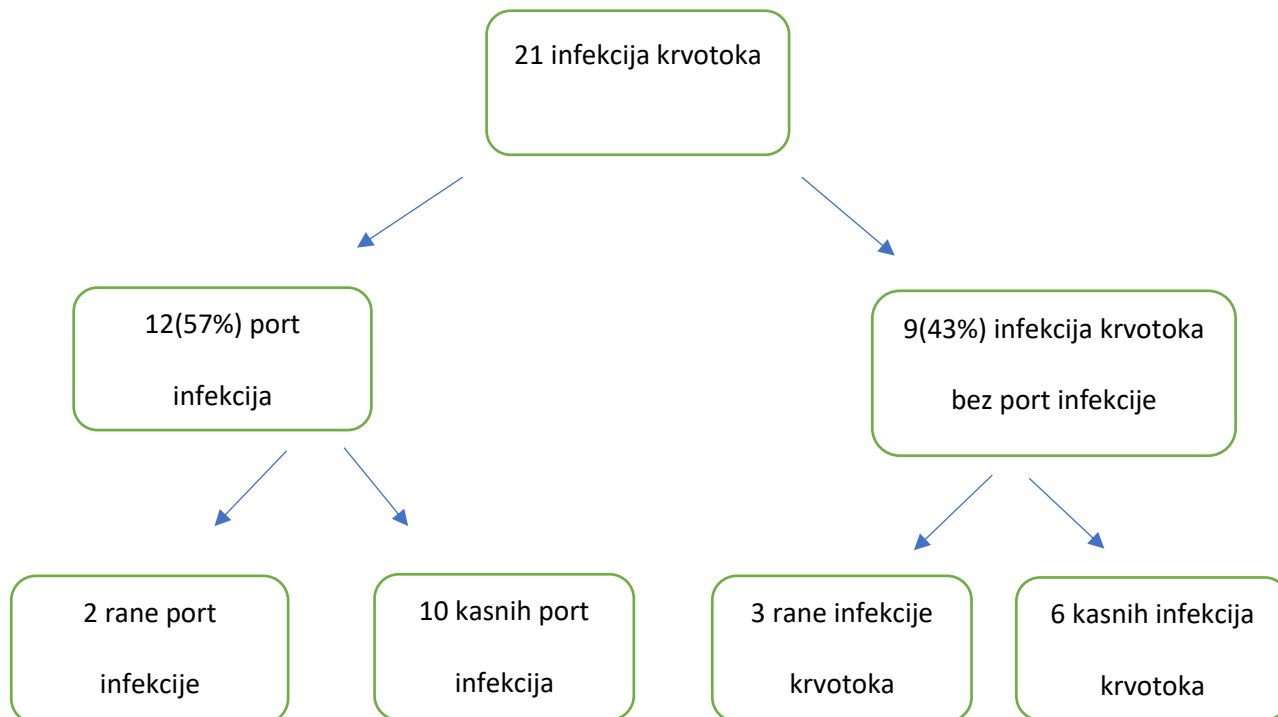 21 infekcija krvotoka
12(57%) port
infekcija
9(43%) infekcija krvotoka
bez port infekcije
2 rane port
infekcije
10 kasnih port
infekcija
3 rane infekcije
krvotoka
6 kasnih infekcija
krvotoka